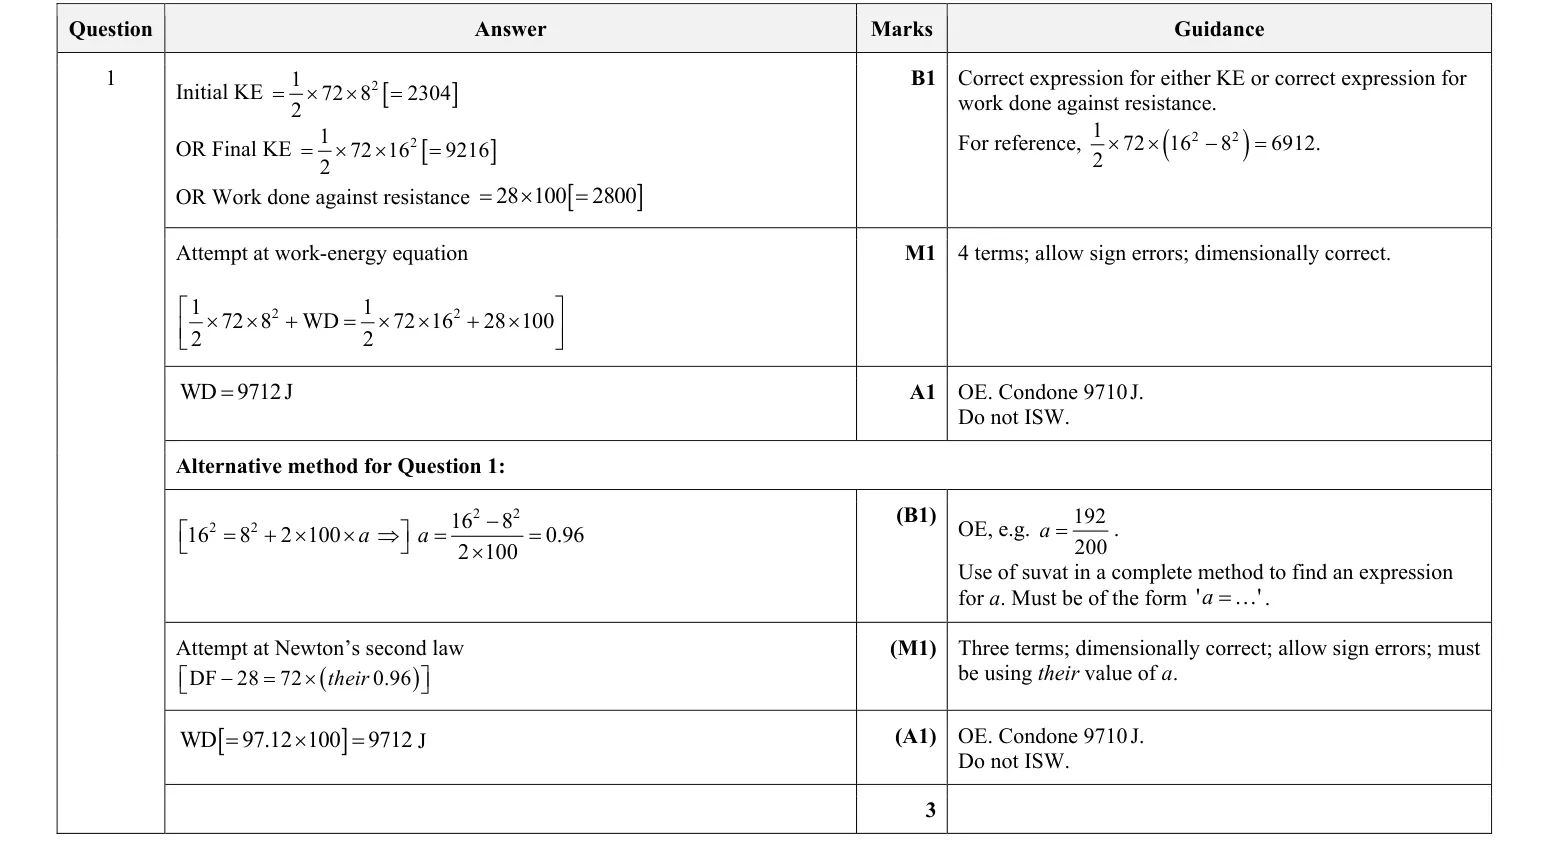 Question Answer Marks Guidance
1 Initial KE = 1/2 × 72 × 8² [= 2304] B1 Correct expression for either KE or correct expression for
work done against resistance.
OR Final KE = 1/2 × 72 × 16² [= 9216] For reference, 1/2 × 72 × (16² − 8²) = 6912.
OR Work done against resistance = 28 × 100 [= 2800]
Attempt at work-energy equation M1 4 terms; allow sign errors; dimensionally correct.
[1/2 × 72 × 8² + WD = 1/2 × 72 × 16² + 28 × 100]
WD = 9712 J A1 OE. Condone 9710 J.
Do not ISW.
Alternative method for Question 1:
[16² = 8² + 2 × 100 × a ⇒] a = (16² − 8²)/(2 × 100) = 0.96 (B1) OE, e.g. a = 192/200 .
Use of suvat in a complete method to find an expression
for a. Must be of the form 'a = …' .
Attempt at Newton’s second law (M1) Three terms; dimensionally correct; allow sign errors; must
[DF − 28 = 72 × (their 0.96)] be using their value of a.
WD [= 97.12 × 100] = 9712 J (A1) OE. Condone 9710 J.
Do not ISW.
3